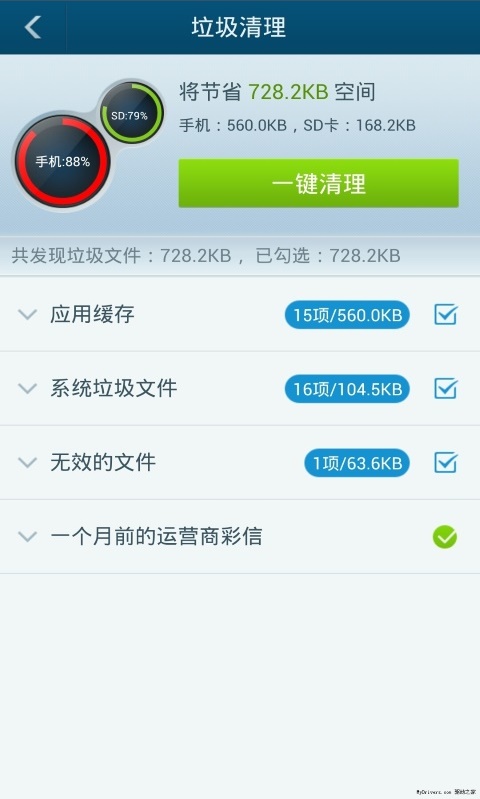 垃圾清理
SD:79%
手机:88%
将节省 728.2KB 空间
手机：560.0KB，SD卡：168.2KB
一键清理
共发现垃圾文件：728.2KB， 已勾选：728.2KB
应用缓存 15项/560.0KB
系统垃圾文件 16项/104.5KB
无效的文件 1项/63.6KB
一个月前的运营商彩信
MyDrivers.com 驱动之家